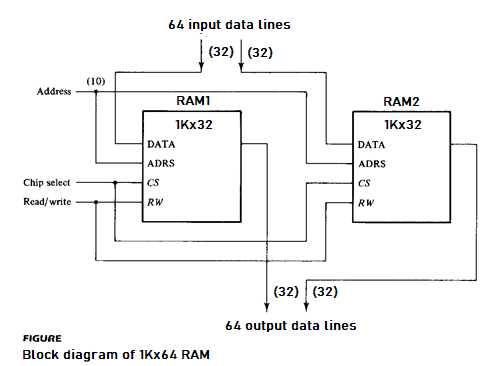 64 input data lines
(32) (32)
(10)
Address
RAM1 RAM2
1Kx32 1Kx32
DATA DATA
ADRS ADRS
Chip select CS CS
Read/write RW RW
(32) (32)
64 output data lines
FIGURE
Block diagram of 1Kx64 RAM